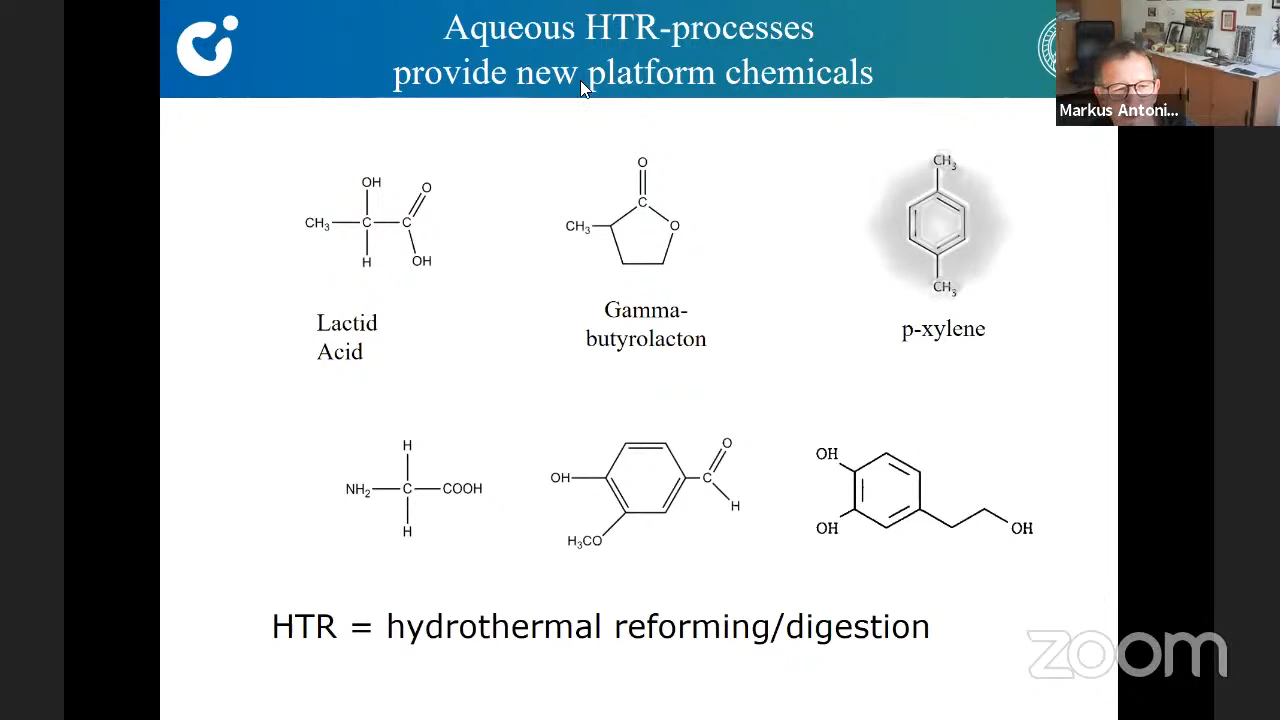 Aqueous HTR-processes
provide new platform chemicals
Markus Antoni...
OH
O
CH3
C
C
H
OH
Lactid
Acid
O
C
CH3
O
Gamma-
butyrolacton
CH3
CH3
p-xylene
H
NH2
C
COOH
H
O
OH
C
H
H3CO
OH
OH
OH
HTR = hydrothermal reforming/digestion
zoom